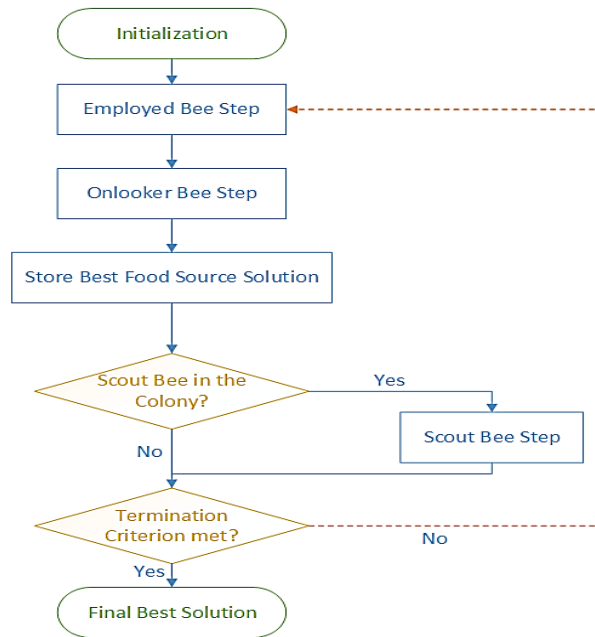 Initialization
Employed Bee Step
Onlooker Bee Step
Store Best Food Source Solution
Scout Bee in the
Colony?
Yes
Scout Bee Step
No
Termination
Criterion met?
No
Yes
Final Best Solution